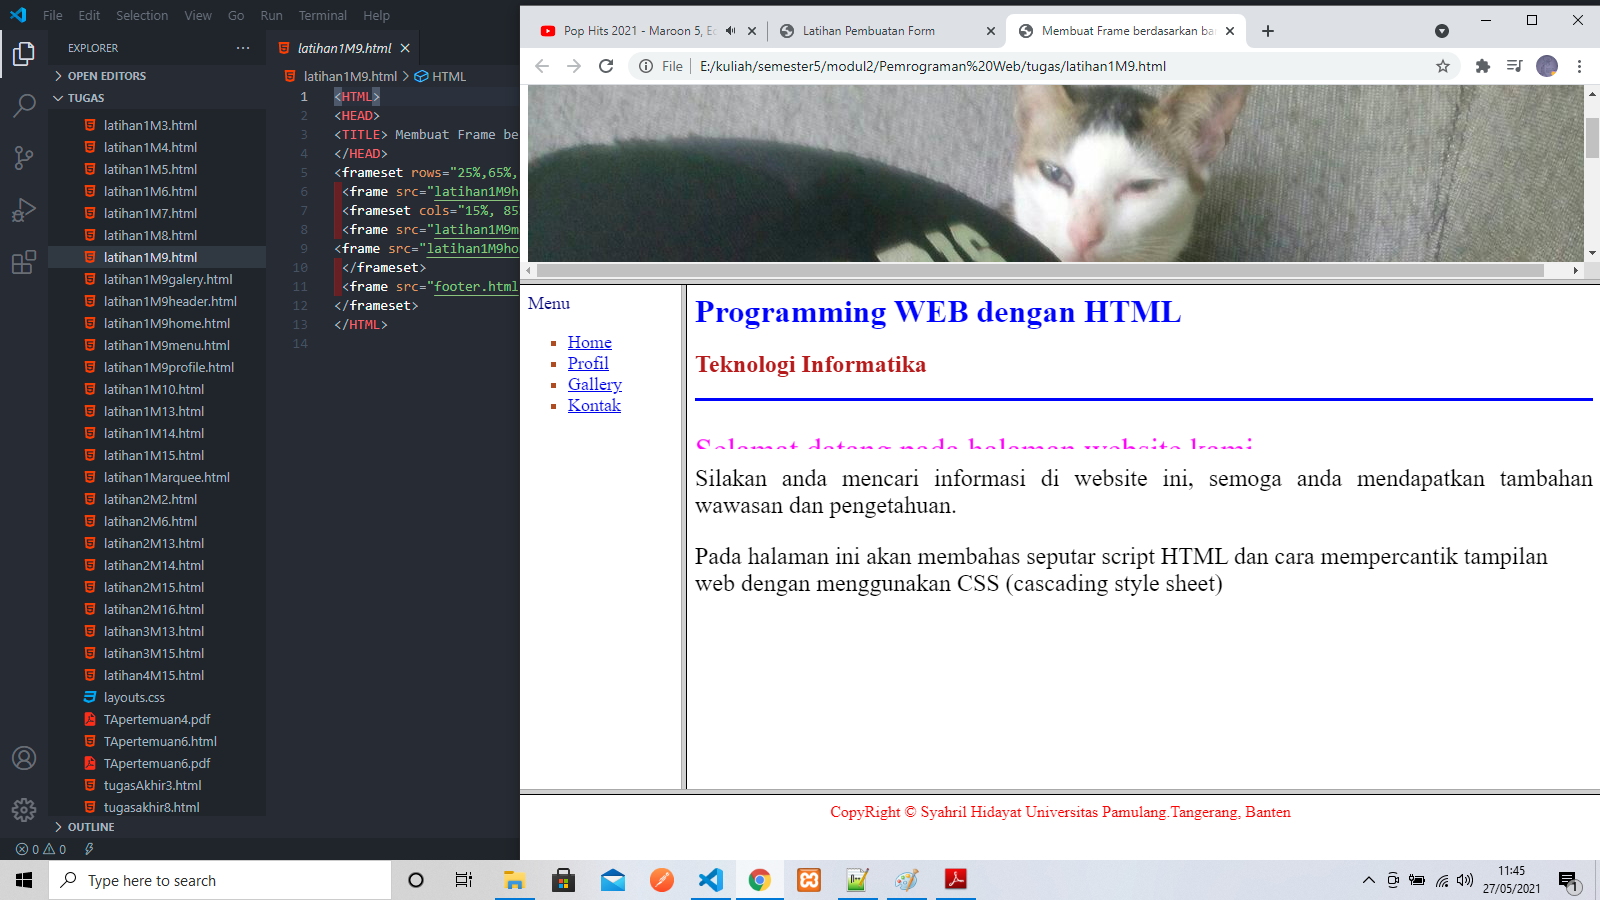 File Edit Selection View Go Run Terminal Help
EXPLORER
OPEN EDITORS
TUGAS
latihan1M3.html
latihan1M4.html
latihan1M5.html
latihan1M6.html
latihan1M7.html
latihan1M8.html
latihan1M9.html
latihan1M9galery.html
latihan1M9header.html
latihan1M9home.html
latihan1M9menu.html
latihan1M9profile.html
latihan1M10.html
latihan1M13.html
latihan1M14.html
latihan1M15.html
latihan1Marquee.html
latihan2M2.html
latihan2M6.html
latihan2M13.html
latihan2M14.html
latihan2M15.html
latihan2M16.html
latihan3M13.html
latihan3M15.html
latihan4M15.html
layouts.css
TApertemuan4.pdf
TApertemuan6.html
TApertemuan6.pdf
tugasAkhir3.html
tugasakhir8.html
OUTLINE
0 0
latihan1M9.html
latihan1M9.html > HTML
1 <HTML>
2 <HEAD>
3 <TITLE> Membuat Frame be
4 </HEAD>
5 <frameset rows="25%,65%,
6 <frame src="latihan1M9h
7 <frameset cols="15%, 85
8 <frame src="latihan1M9m
9 <frame src="latihan1M9ho
10 </frameset>
11 <frame src="footer.html
12 </frameset>
13 </HTML>
14
Pop Hits 2021 - Maroon 5, Ed
Latihan Pembuatan Form
Membuat Frame berdasarkan bar
File | E:/kuliah/semester5/modul2/Pemrograman%20Web/tugas/latihan1M9.html
Menu
Home
Profil
Gallery
Kontak
Programming WEB dengan HTML
Teknologi Informatika
Selamat datang pada halaman website kami
Silakan anda mencari informasi di website ini, semoga anda mendapatkan tambahan
wawasan dan pengetahuan.
Pada halaman ini akan membahas seputar script HTML dan cara mempercantik tampilan
web dengan menggunakan CSS (cascading style sheet)
CopyRight © Syahril Hidayat Universitas Pamulang.Tangerang, Banten
Type here to search
11:45
27/05/2021
1